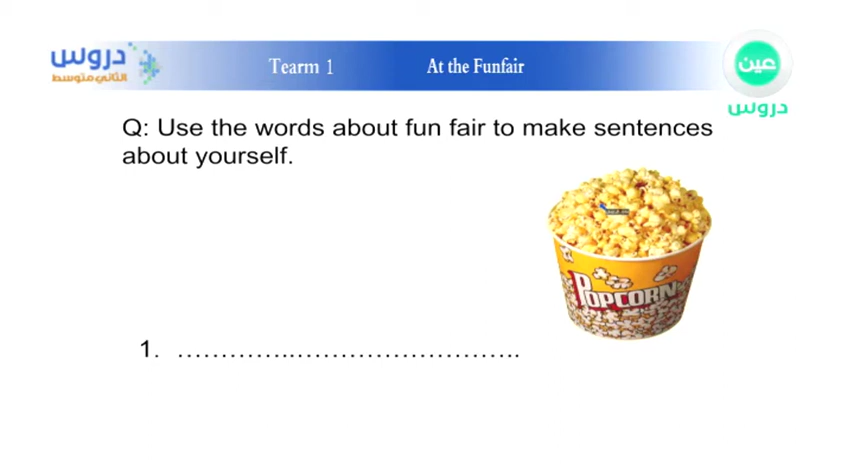 دروس
الثاني متوسط
Tearm 1 At the Funfair
عين
دروس
Q: Use the words about fun fair to make sentences
about yourself.
POPCORN
1. ………….……………………….